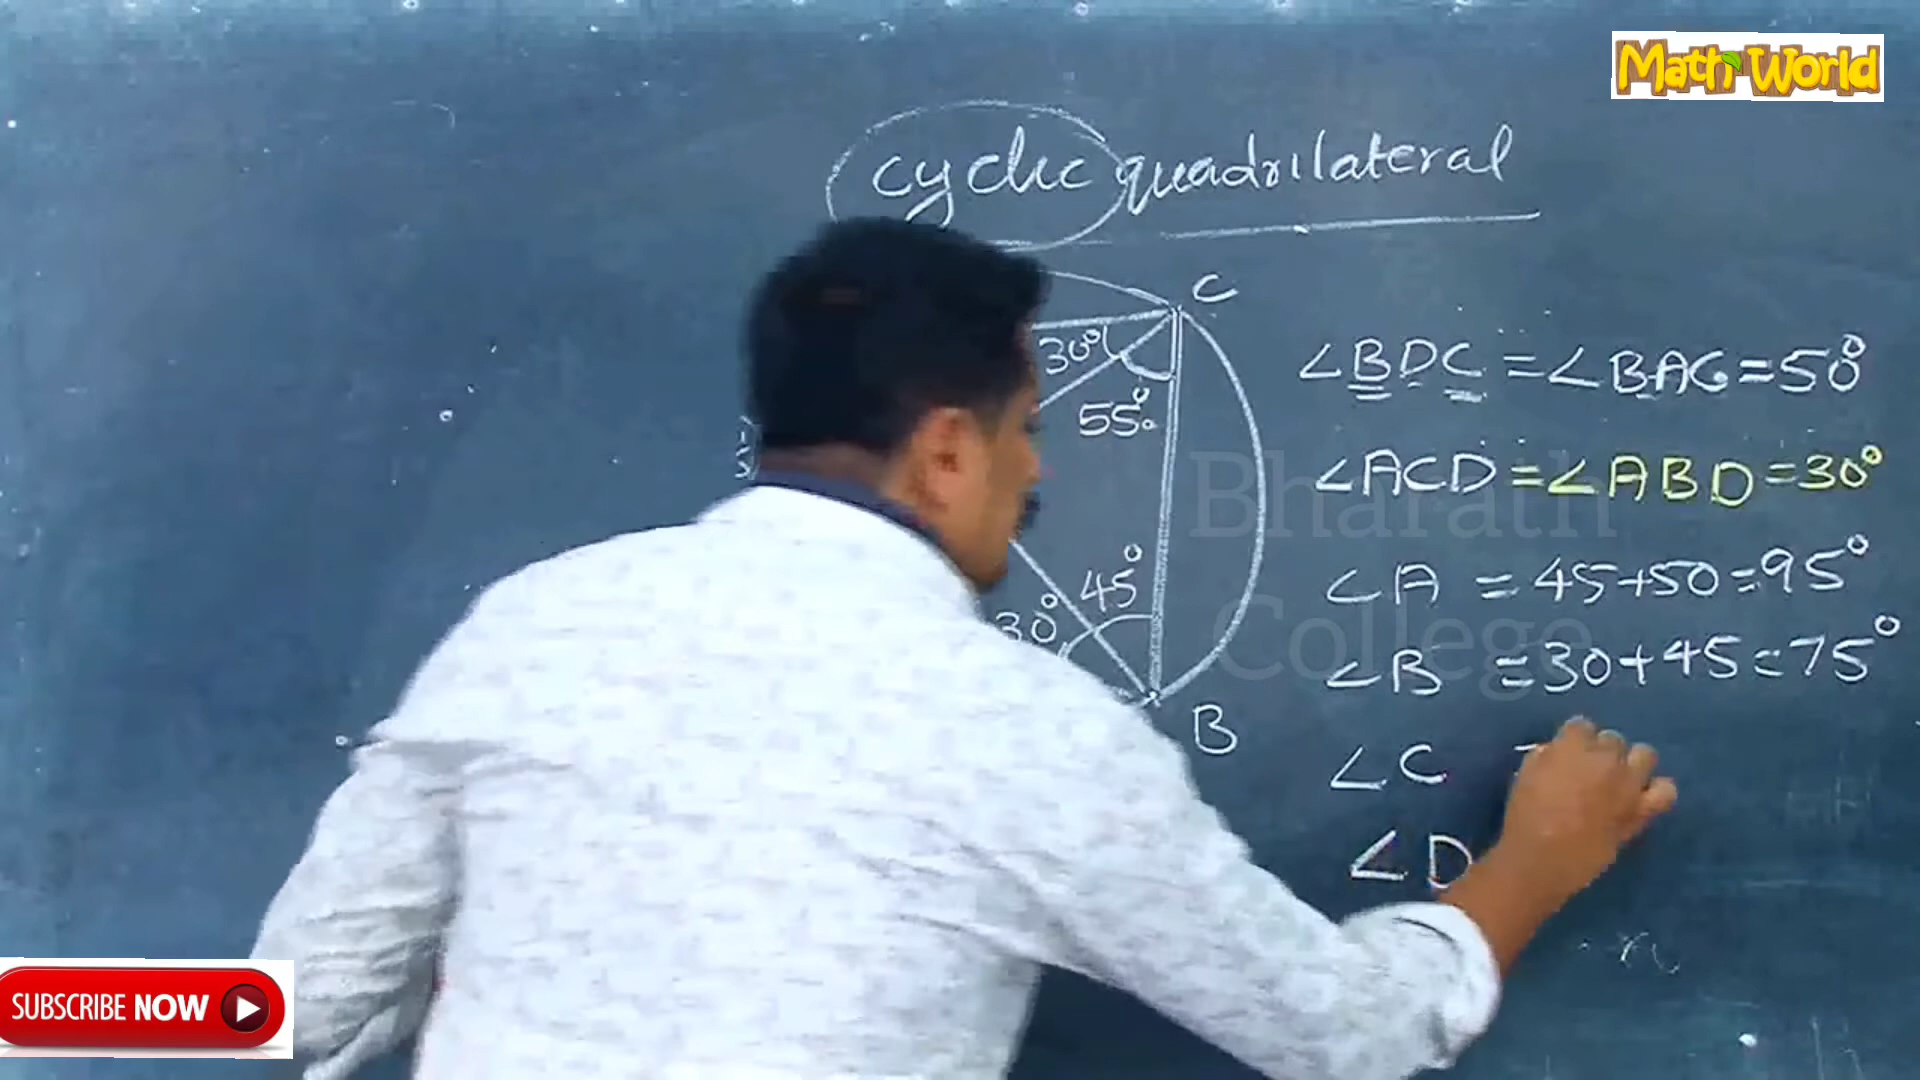 Math World
cyclic quadrilateral
C
30°
55°
∠BDC = ∠BAC = 50°
∠ACD = ∠ABD = 30°
45°
30°
∠A = 45+50 = 95°
∠B = 30+45 = 75°
B
∠C
∠D
Bharath
College
SUBSCRIBE NOW